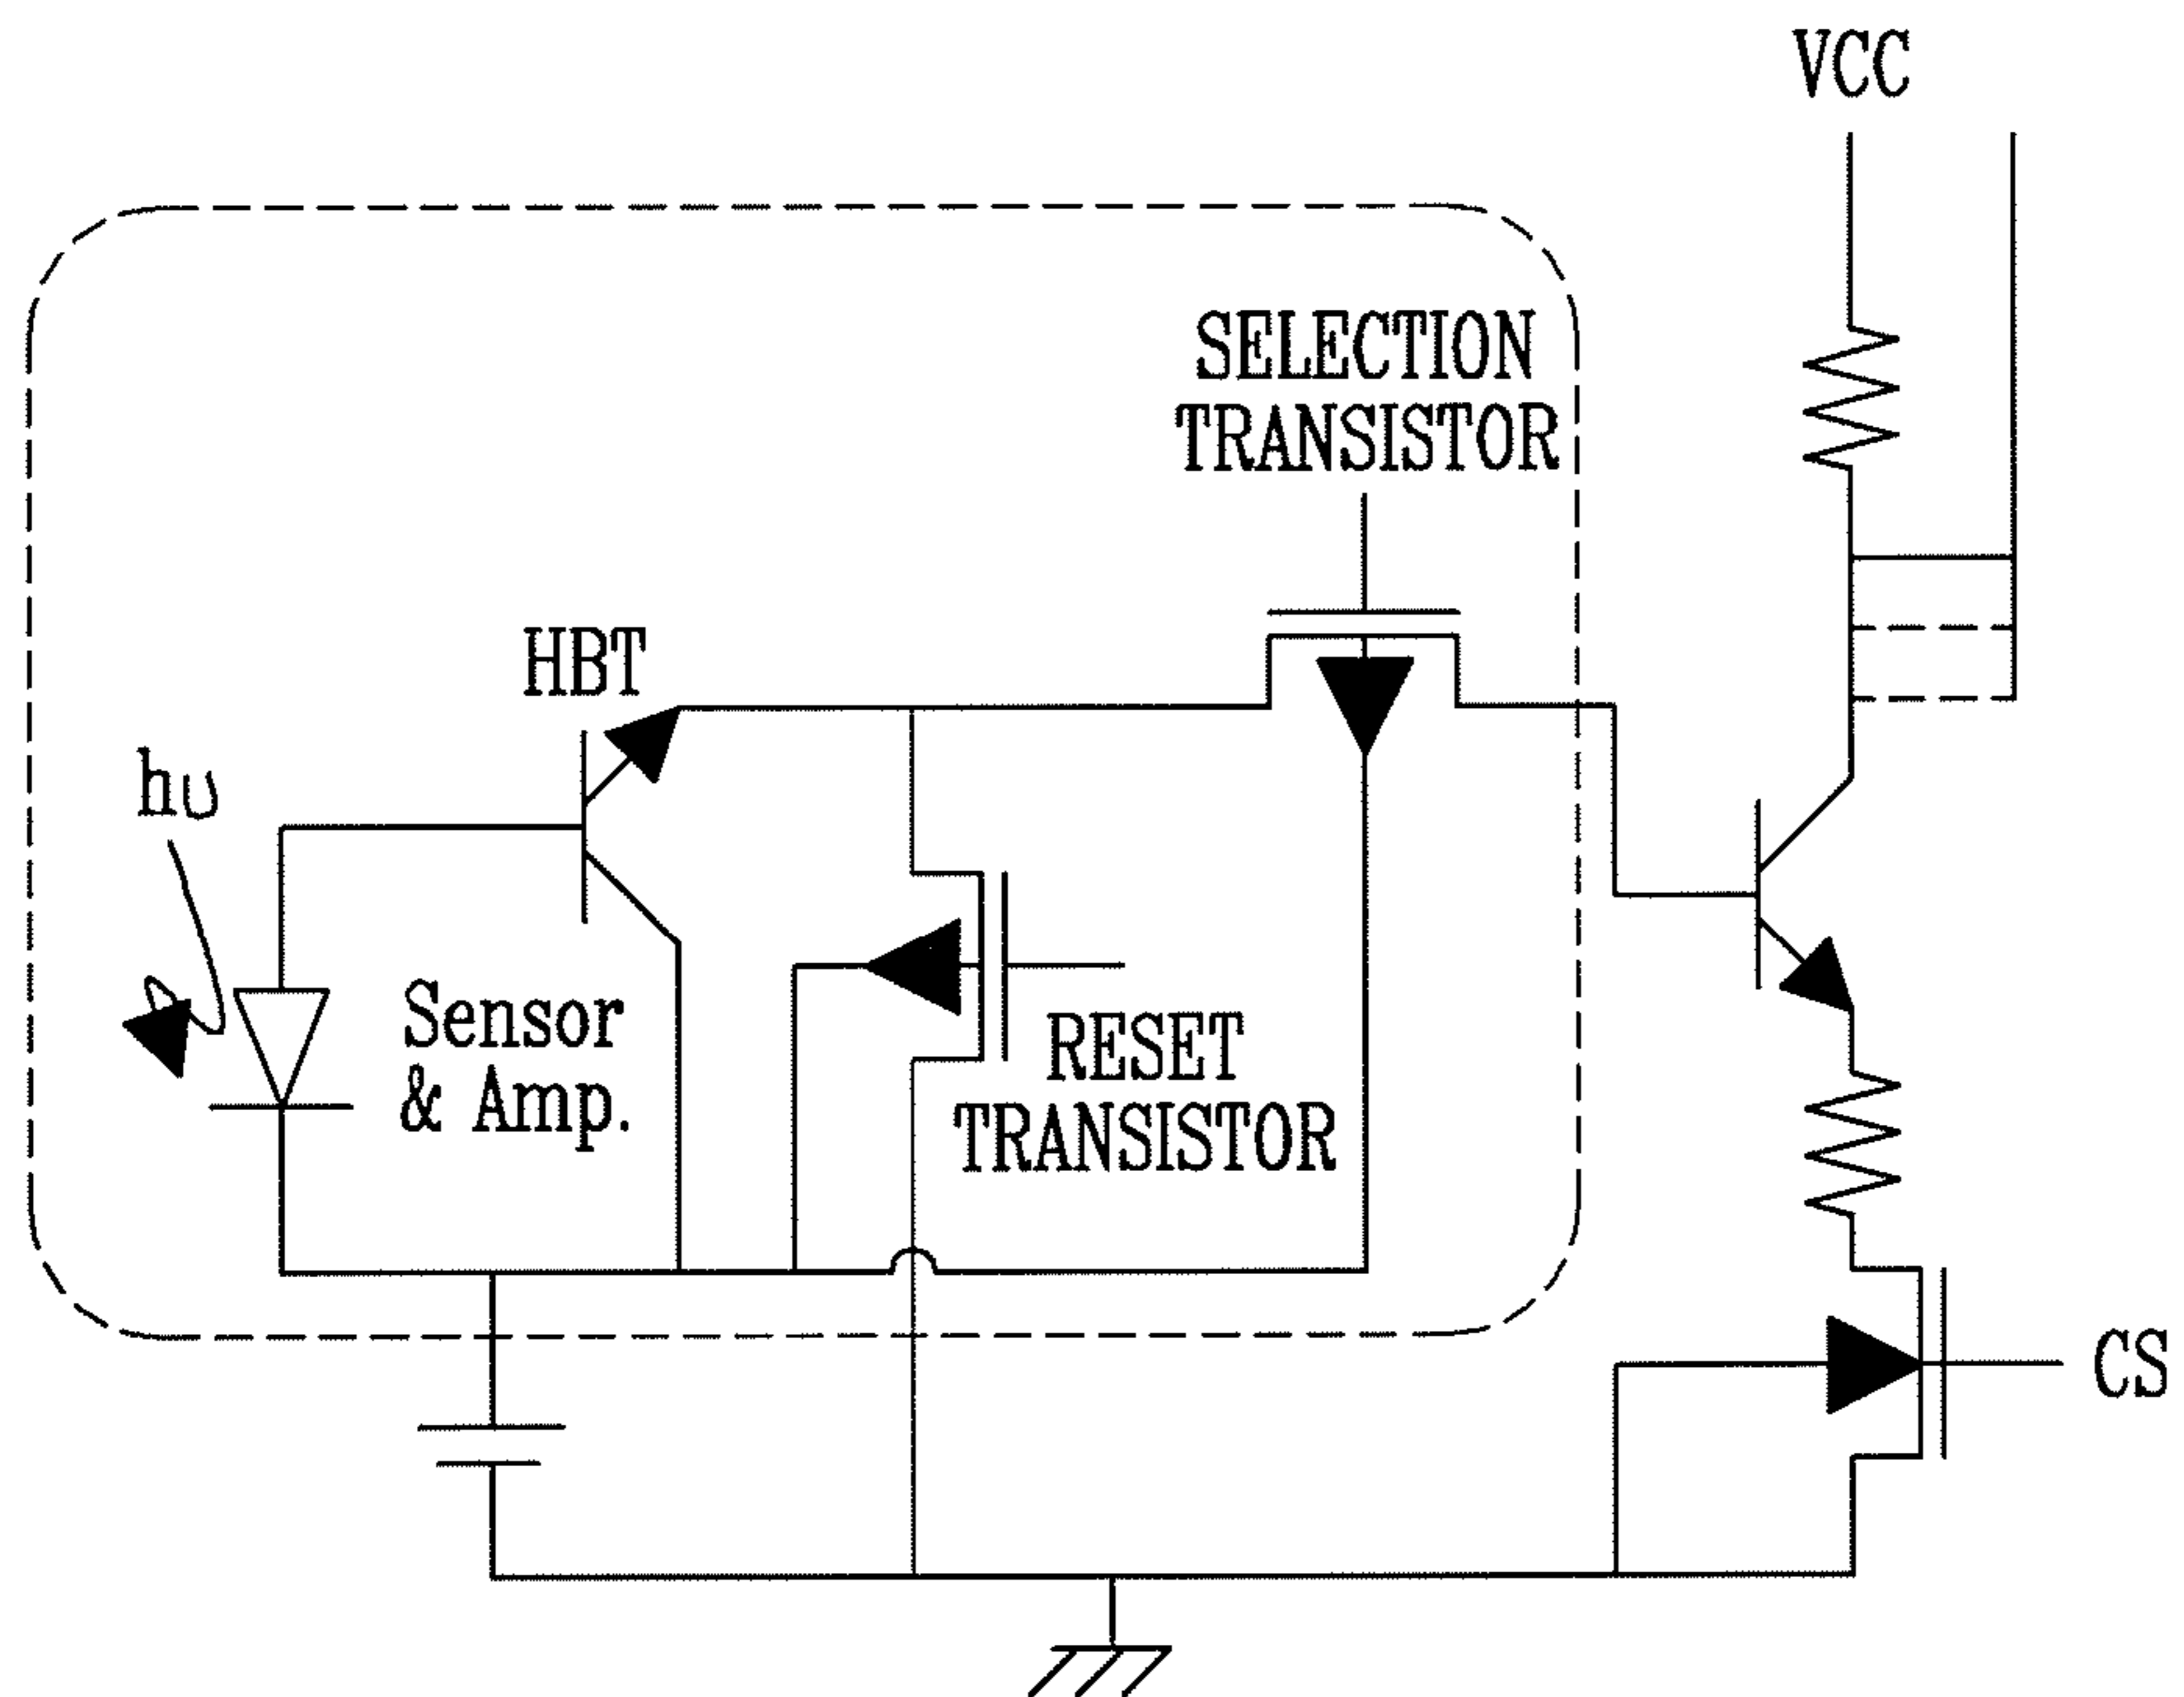 VCC
SELECTION
TRANSISTOR
HBT
hυ
Sensor
& Amp.
RESET
TRANSISTOR
CS